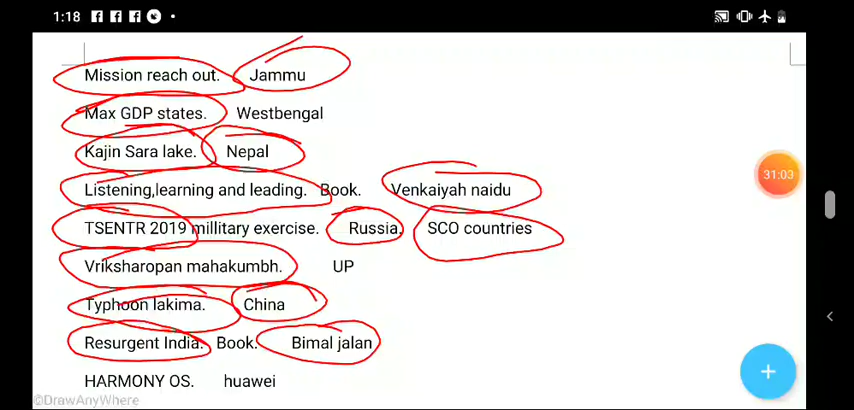 1:18
Mission reach out. Jammu
Max GDP states. Westbengal
Kajin Sara lake. Nepal
Listening,learning and leading. Book. Venkaiyah naidu
TSENTR 2019 millitary exercise. Russia. SCO countries
Vriksharopan mahakumbh. UP
Typhoon lakima. China
Resurgent India. Book. Bimal jalan
HARMONY OS. huawei
31:03
©DrawAnyWhere